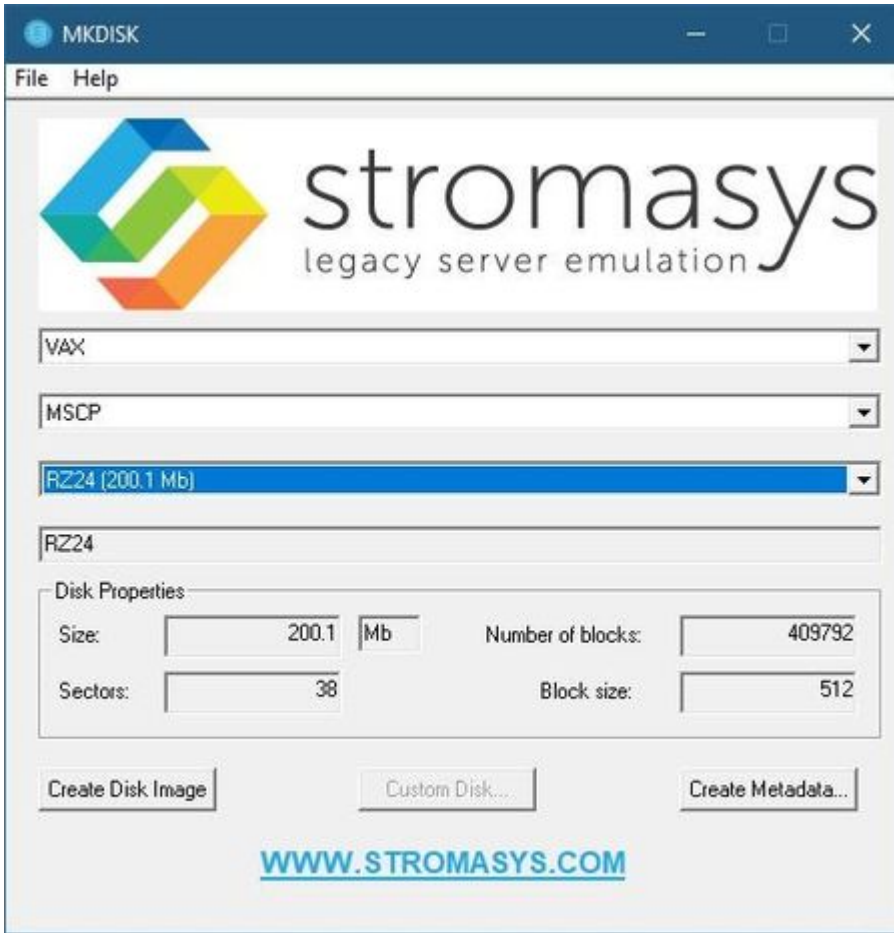 MKDISK
File Help
stromasys
legacy server emulation
VAX
MSCP
RZ24 (200.1 Mb)
RZ24
Disk Properties
Size: 200.1 Mb Number of blocks: 409792
Sectors: 38 Block size: 512
Create Disk Image Custom Disk... Create Metadata...
WWW.STROMASYS.COM